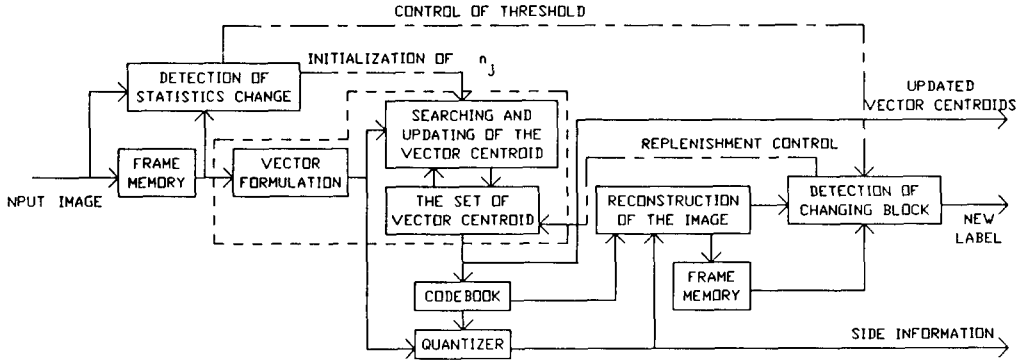 CONTROL OF THRESHOLD
INITIALIZATION OF n_j
DETECTION OF
STATISTICS CHANGE
UPDATED
VECTOR CENTROIDS
SEARCHING AND
UPDATING OF THE
VECTOR CENTROID
REPLENISHMENT CONTROL
FRAME
MEMORY
VECTOR
FORMULATION
NPUT IMAGE
THE SET OF
VECTOR CENTROID
RECONSTRUCTION
OF THE IMAGE
DETECTION OF
CHANGING BLOCK
NEW
LABEL
FRAME
MEMORY
CODEBOOK
QUANTIZER
SIDE INFORMATION